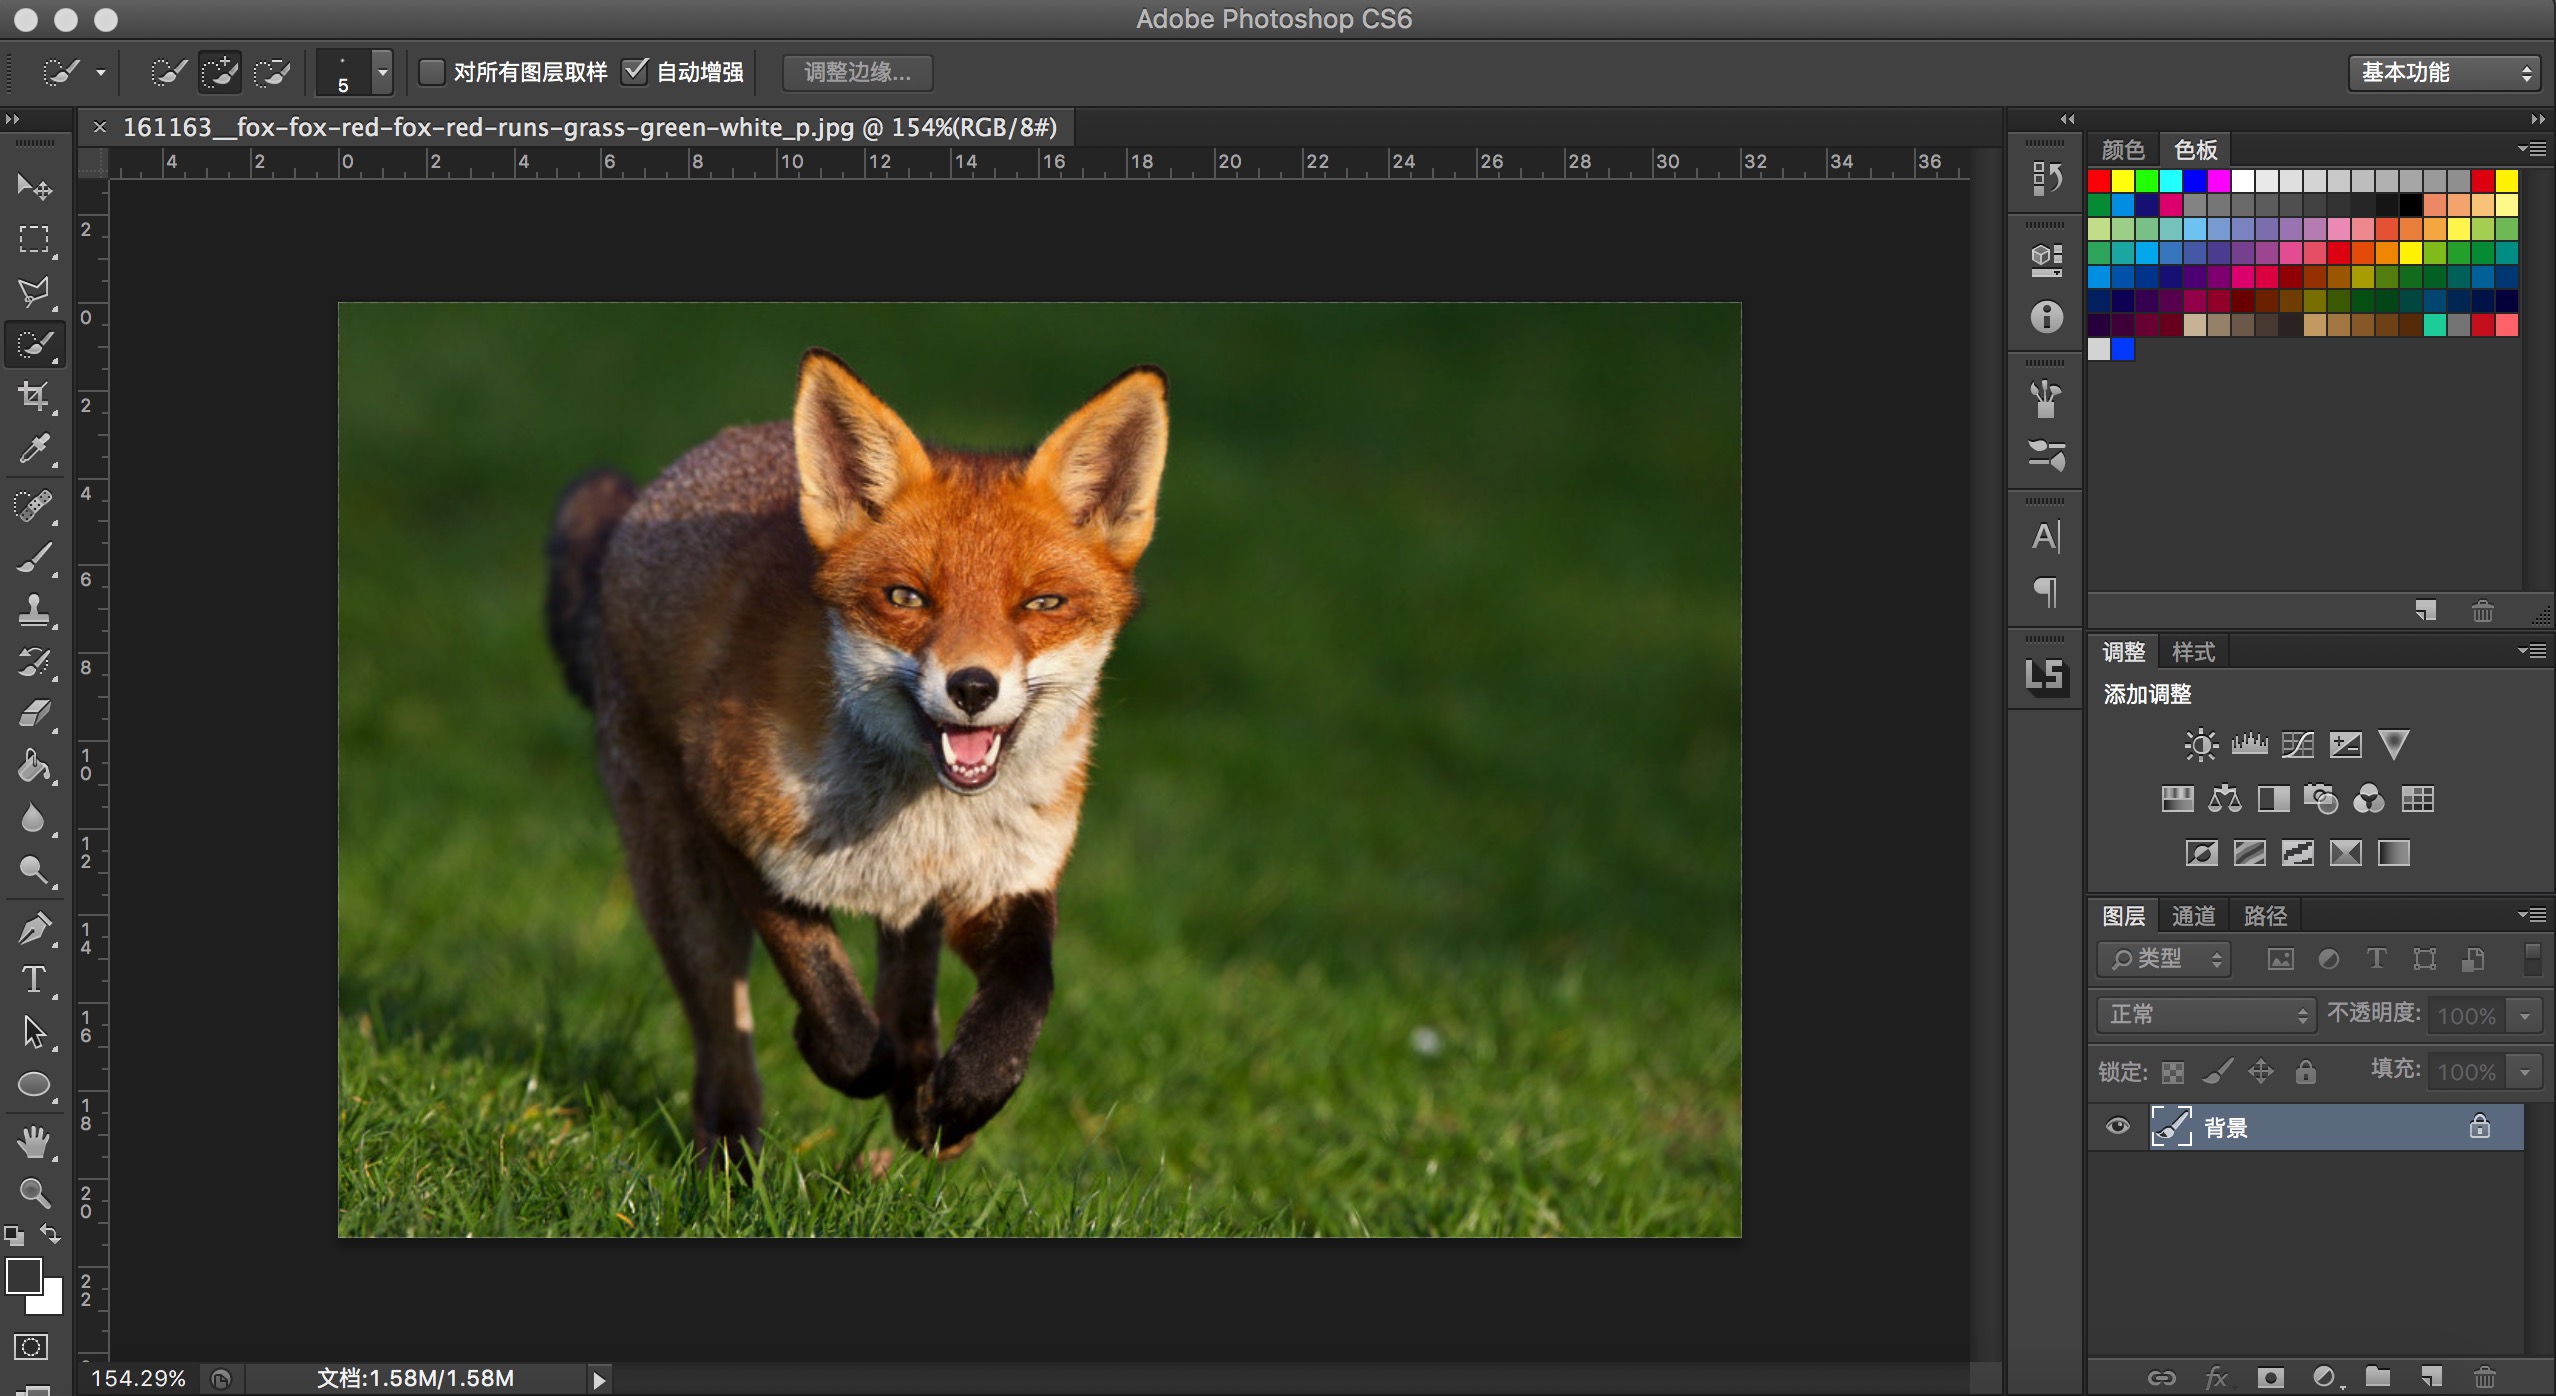 Adobe Photoshop CS6
5
对所有图层取样
自动增强
调整边缘...
基本功能
161163__fox-fox-red-fox-red-runs-grass-green-white_p.jpg @ 154%(RGB/8#)
4 2 0 2 4 6 8 10 12 14 16 18 20 22 24 26 28 30 32 34 36
2
0
2
4
6
8
10
12
14
16
18
20
22
颜色 色板
调整 样式
添加调整
图层 通道 路径
类型
正常 不透明度: 100%
锁定: 填充: 100%
背景
fx
A
T
LS
154.29% 文档:1.58M/1.58M